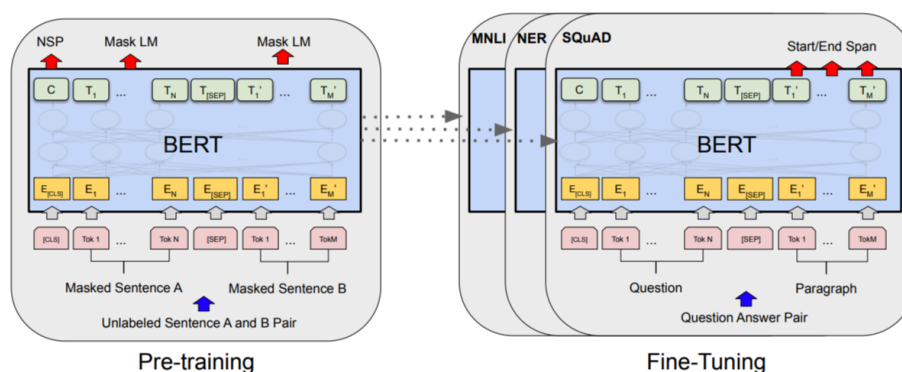 NSP Mask LM Mask LM
C T1 ... TN T[SEP] T1' ... TM'
BERT
E[CLS] E1 ... EN E[SEP] E1' ... EM'
[CLS] Tok 1 ... Tok N [SEP] Tok 1 ... TokM
Masked Sentence A Masked Sentence B
Unlabeled Sentence A and B Pair
Pre-training
MNLI NER SQuAD
Start/End Span
C T1 ... TN T[SEP] T1' ... TM'
BERT
E[CLS] E1 ... EN E[SEP] E1' ... EM'
[CLS] Tok 1 ... Tok N [SEP] Tok 1 ... TokM
Question Paragraph
Question Answer Pair
Fine-Tuning